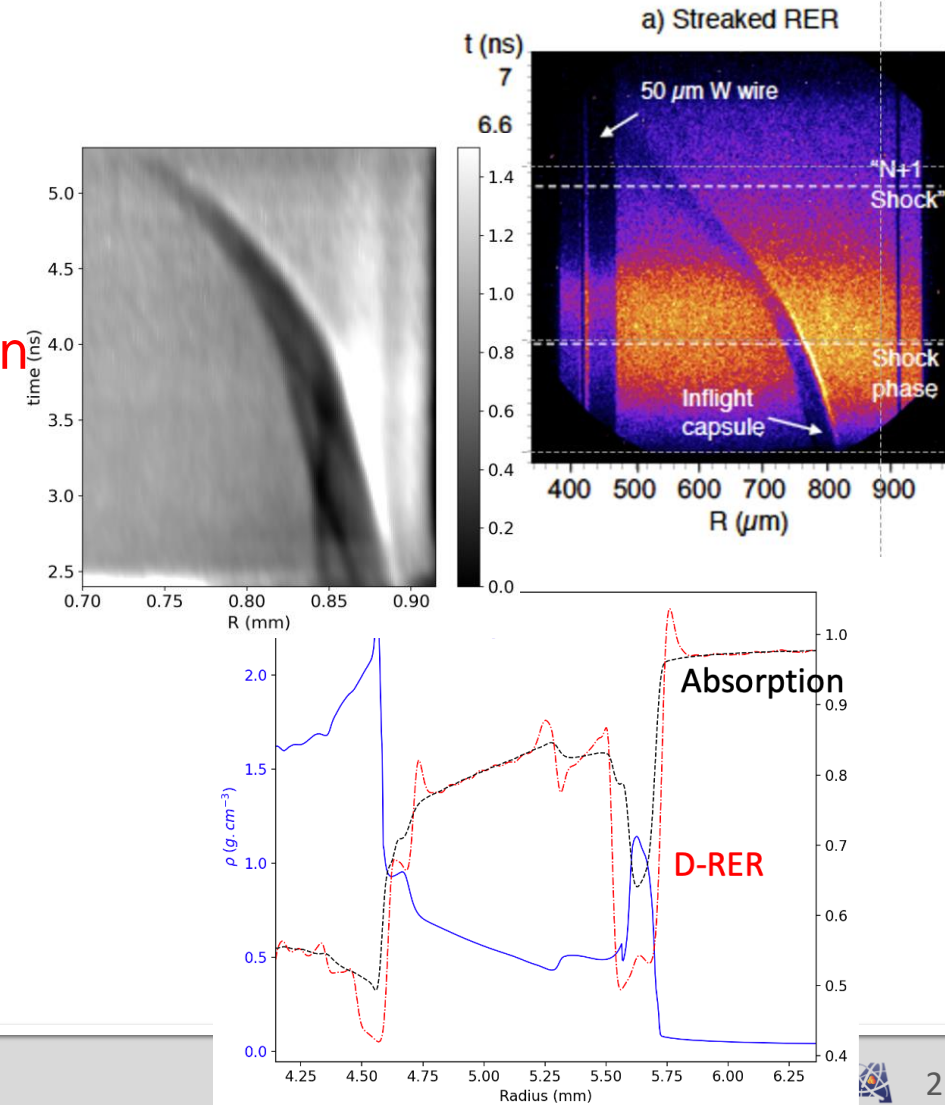 a) Streaked RER
t (ns)
7
6.6
50 µm W wire
"N+1
Shock"
Shock
phase
Inflight
capsule
400 500 600 700 800 900
R (µm)
n
time (ns)
5.0
4.5
4.0
3.5
3.0
2.5
0.70 0.75 0.80 0.85 0.90
R (mm)
1.4
1.2
1.0
0.8
0.6
0.4
0.2
0.0
ρ (g.cm⁻³)
2.0
1.5
1.0
0.5
0.0
Absorption
D-RER
1.0
0.9
0.8
0.7
0.6
0.5
0.4
4.25 4.50 4.75 5.00 5.25 5.50 5.75 6.00 6.25
Radius (mm)
2